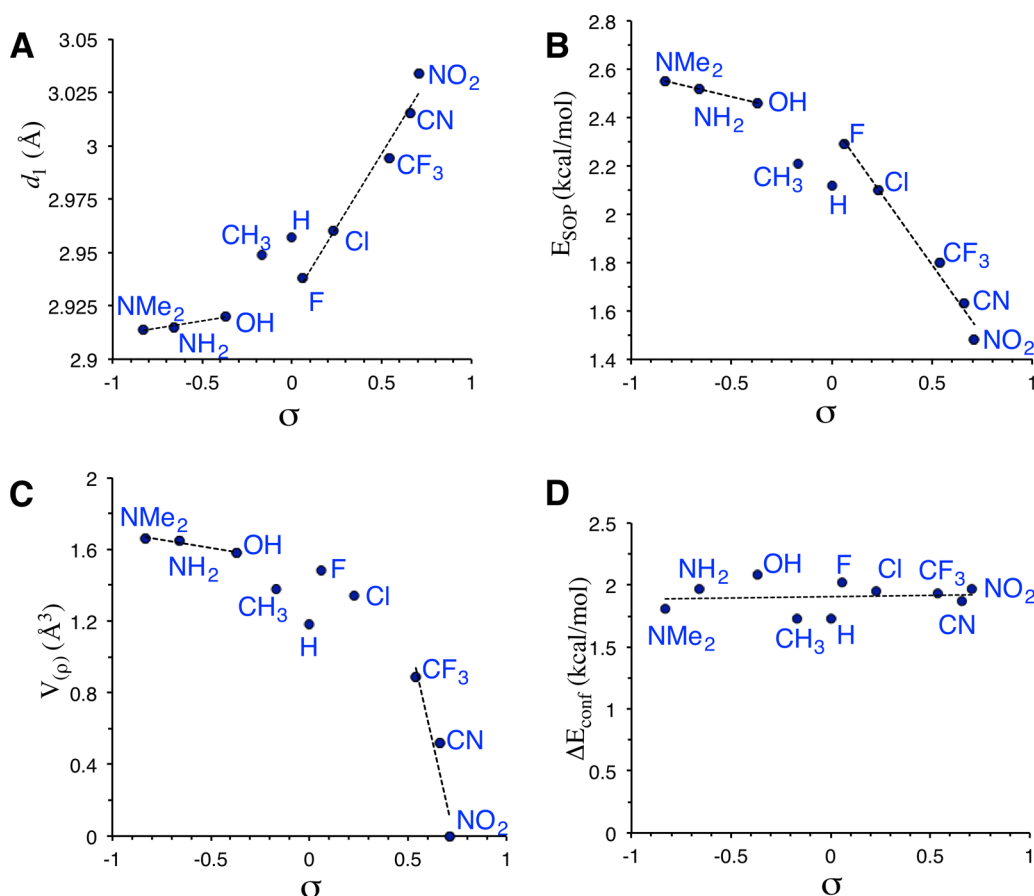 A
3.05
3.025
3
2.975
2.95
2.925
2.9
d1 (Å)
NMe2
NH2
OH
CH3
H
F
Cl
CF3
CN
NO2
-1
-0.5
0
0.5
1
σ
B
2.8
2.6
2.4
2.2
2
1.8
1.6
1.4
ESOP (kcal/mol)
NMe2
NH2
OH
CH3
H
F
Cl
CF3
CN
NO2
-1
-0.5
0
0.5
1
σ
C
2
1.6
1.2
0.8
0.4
0
V(ρ) (Å3)
NMe2
NH2
OH
CH3
H
F
Cl
CF3
CN
NO2
-1
-0.5
0
0.5
1
σ
D
2.5
2
1.5
1
0.5
0
ΔEconf (kcal/mol)
NMe2
NH2
OH
CH3
H
F
Cl
CF3
CN
NO2
-1
-0.5
0
0.5
1
σ